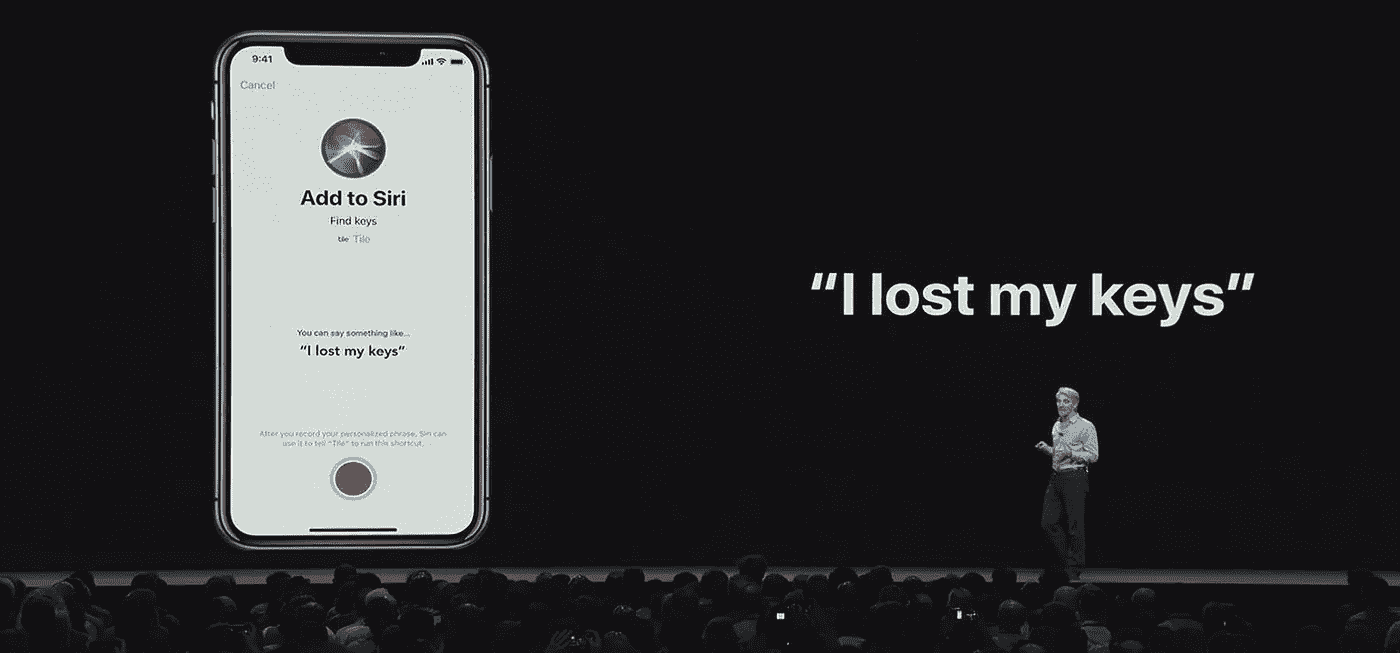 9:41
Cancel
Add to Siri
Find keys
tile Tile
You can say something like...
“I lost my keys”
After you record your personalized phrase, Siri can
use it to tell “Tile” to run this shortcut.
“I lost my keys”